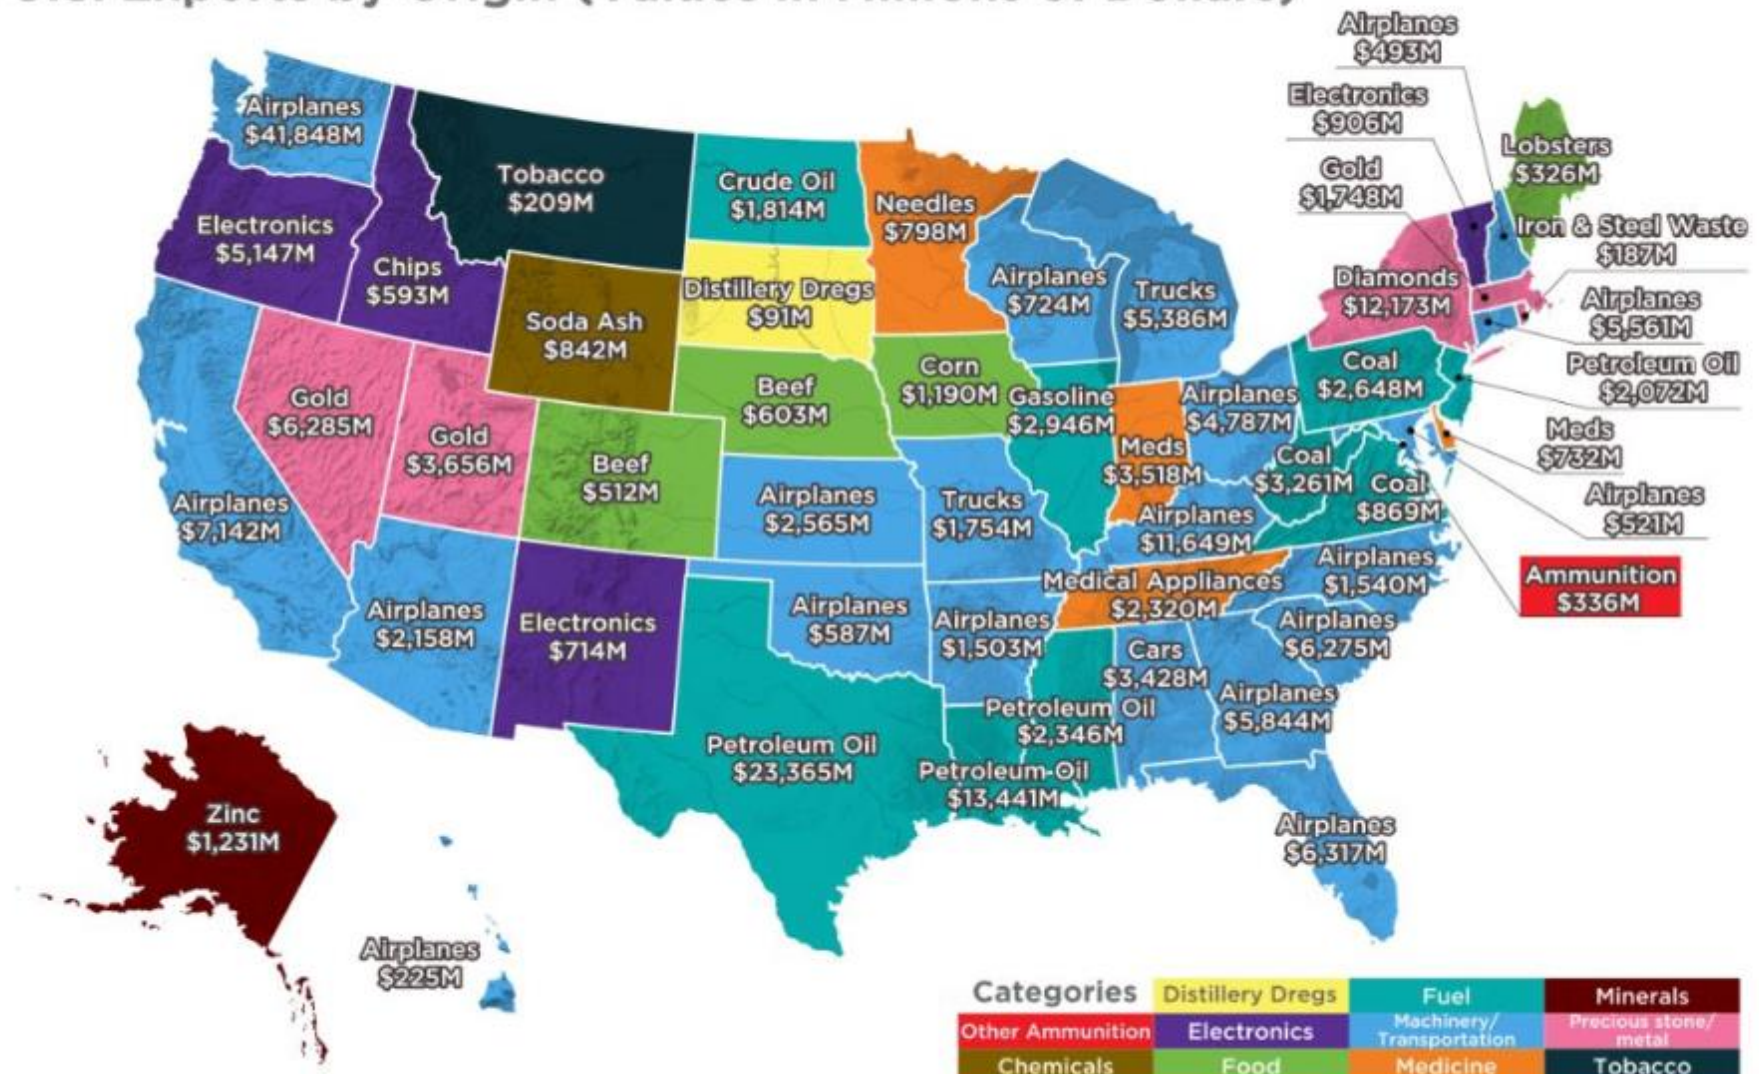 U.S. Exports by Origin (Values in Millions of Dollars)
Airplanes
$493M
Electronics
$906M
Gold
$1,748M
Lobsters
$326M
Iron & Steel Waste
$187M
Airplanes
$5,561M
Petroleum Oil
$2,072M
Meds
$732M
Airplanes
$521M
Ammunition
$336M
Airplanes
$41,848M
Tobacco
$209M
Crude Oil
$1,814M
Needles
$798M
Electronics
$5,147M
Chips
$593M
Distillery Dregs
$91M
Airplanes
$724M
Trucks
$5,386M
Diamonds
$12,173M
Soda Ash
$842M
Gold
$6,285M
Gold
$3,656M
Beef
$603M
Corn
$1,190M
Gasoline
$2,946M
Meds
$3,518M
Airplanes
$4,787M
Coal
$2,648M
Beef
$512M
Airplanes
$7,142M
Airplanes
$2,565M
Trucks
$1,754M
Coal
$3,261M
Coal
$869M
Airplanes
$11,649M
Airplanes
$1,540M
Medical Appliances
$2,320M
Airplanes
$2,158M
Electronics
$714M
Airplanes
$587M
Airplanes
$1,503M
Airplanes
$6,275M
Cars
$3,428M
Airplanes
$5,844M
Petroleum Oil
$2,346M
Petroleum Oil
$23,365M
Petroleum Oil
$13,441M
Airplanes
$6,317M
Zinc
$1,231M
Airplanes
$225M
Categories
Distillery Dregs
Fuel
Minerals
Other Ammunition
Electronics
Machinery/
Transportation
Precious stone/
metal
Chemicals
Food
Medicine
Tobacco